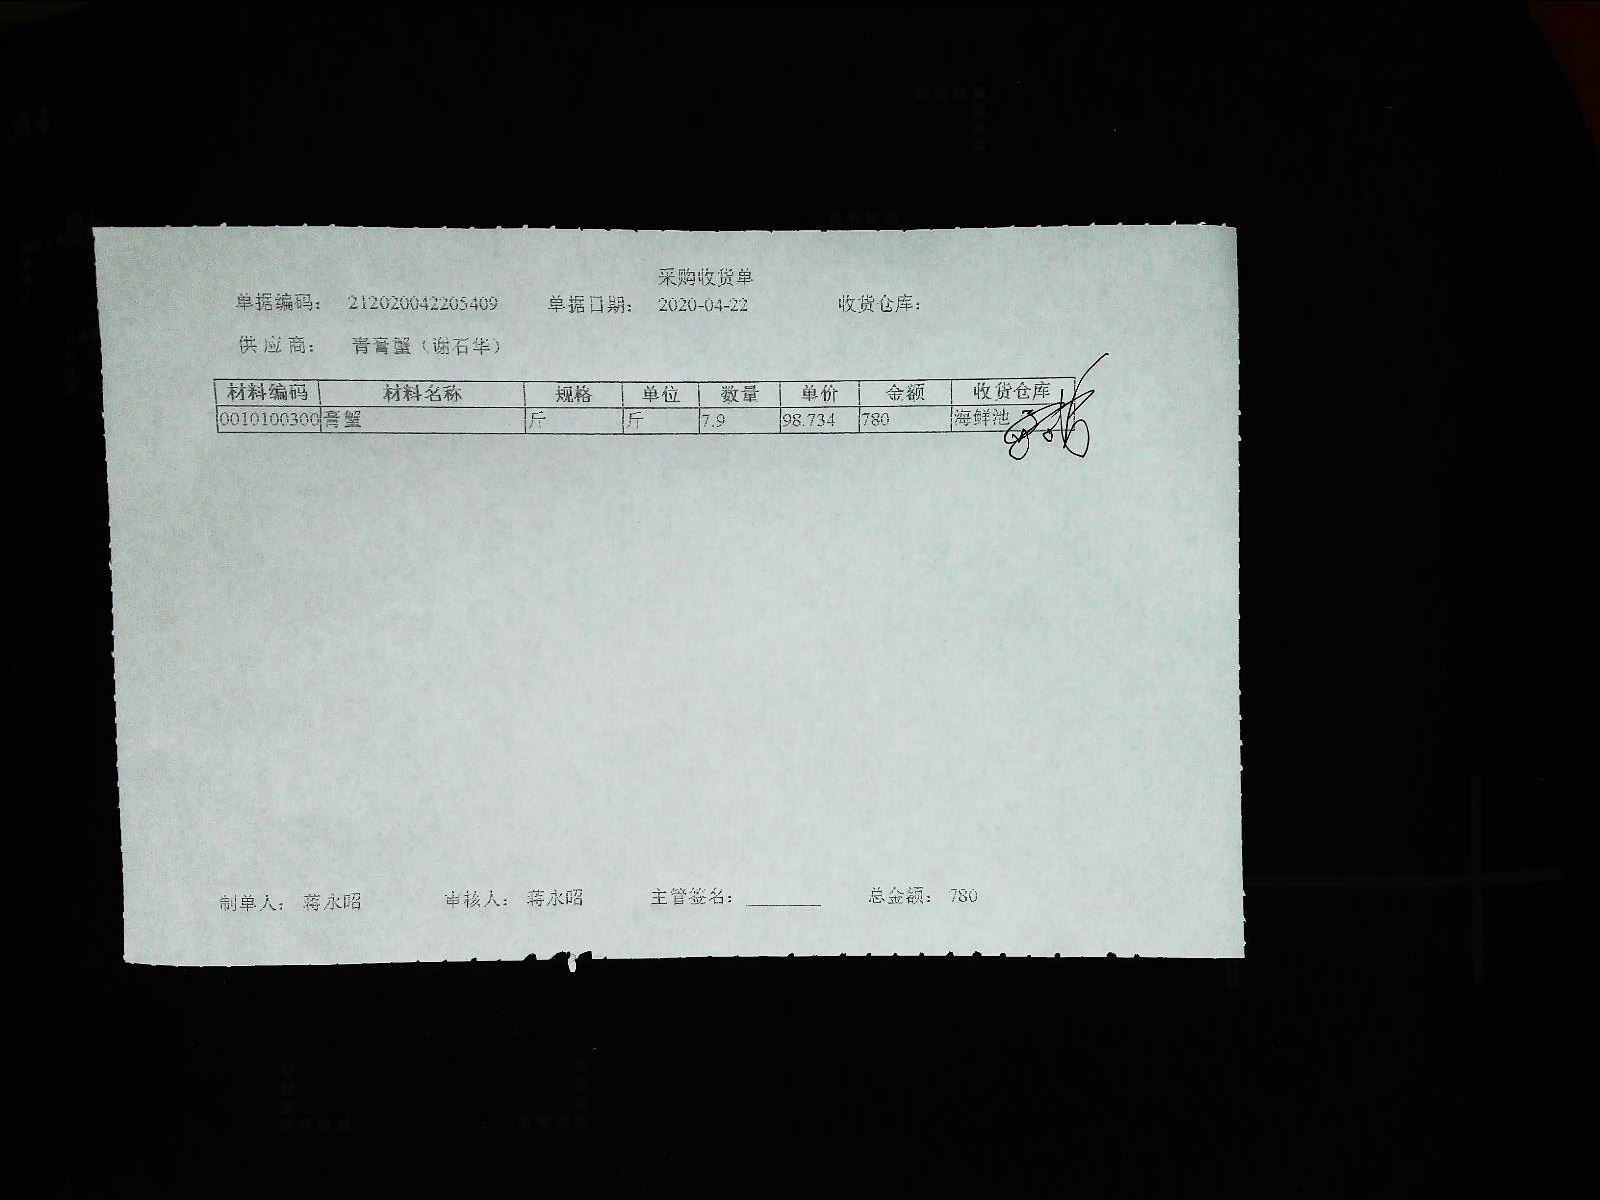 采购收货单
单据编码： 212020042205409 单据日期： 2020-04-22 收货仓库：
供 应 商： 青膏蟹（谢石华）
材料编码 材料名称 规格 单位 数量 单价 金额 收货仓库
0010100300 膏蟹 斤 斤 7.9 98.734 780 海鲜池
制单人： 蒋永昭 审核人： 蒋永昭 主管签名： 总金额： 780